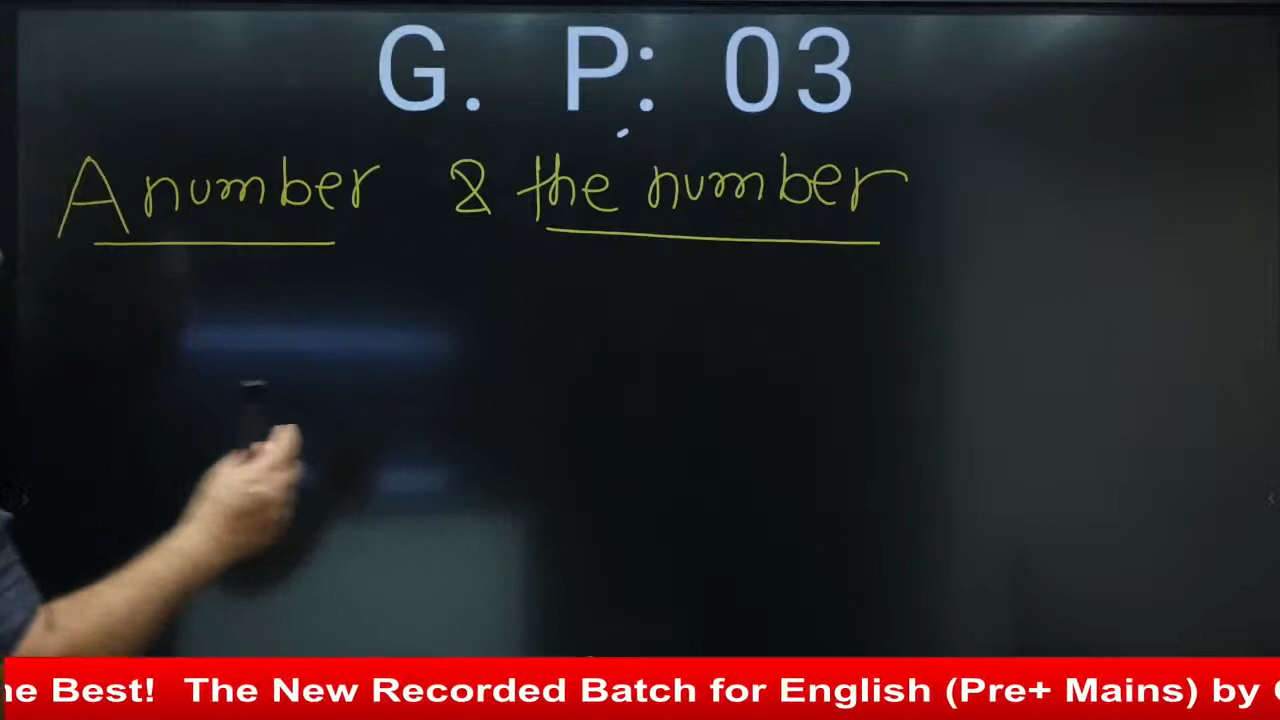 G. P: 03
A number & the number
he Best! The New Recorded Batch for English (Pre+ Mains) by